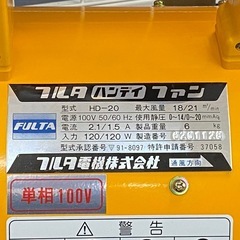 フルタ ハンディ ファン
FULTA
型式 HD-20 最大風量 18/21 m³/min
電源 100V 50/60 Hz 使用静圧 0~14/0~20 mmAq
電流 2.1/1.5 A 製品重量 6 kg
入力 120/120 W 製造番号
型式承認番号 91-8097 特許申請番号 37058
フルタ電機株式会社 通風方向
単相100V
警告